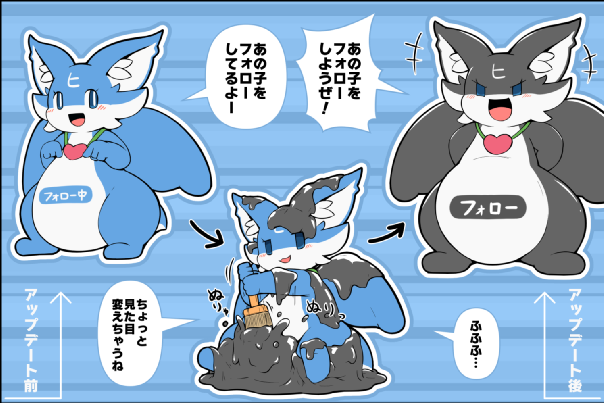 あの子を
フォロー
しようぜ！
あの子を
フォロー
してるよー
ヒ
フォロー中
ヒ
フォロー
ぬりっ
ぬりっ
ちょっと
見た目
変えちゃうね
ふふふ…
アップデート前
アップデート後